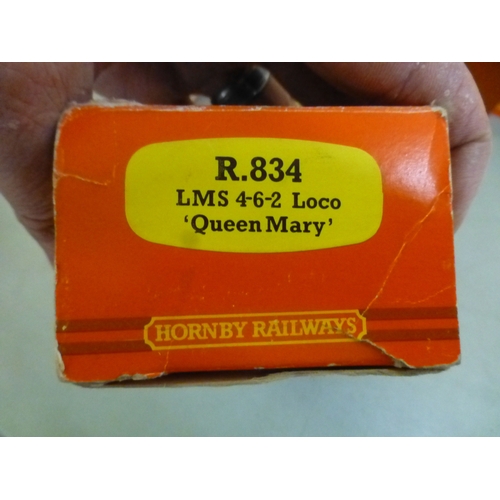 R.834
LMS 4-6-2 Loco
‘Queen Mary’
HORNBY RAILWAYS